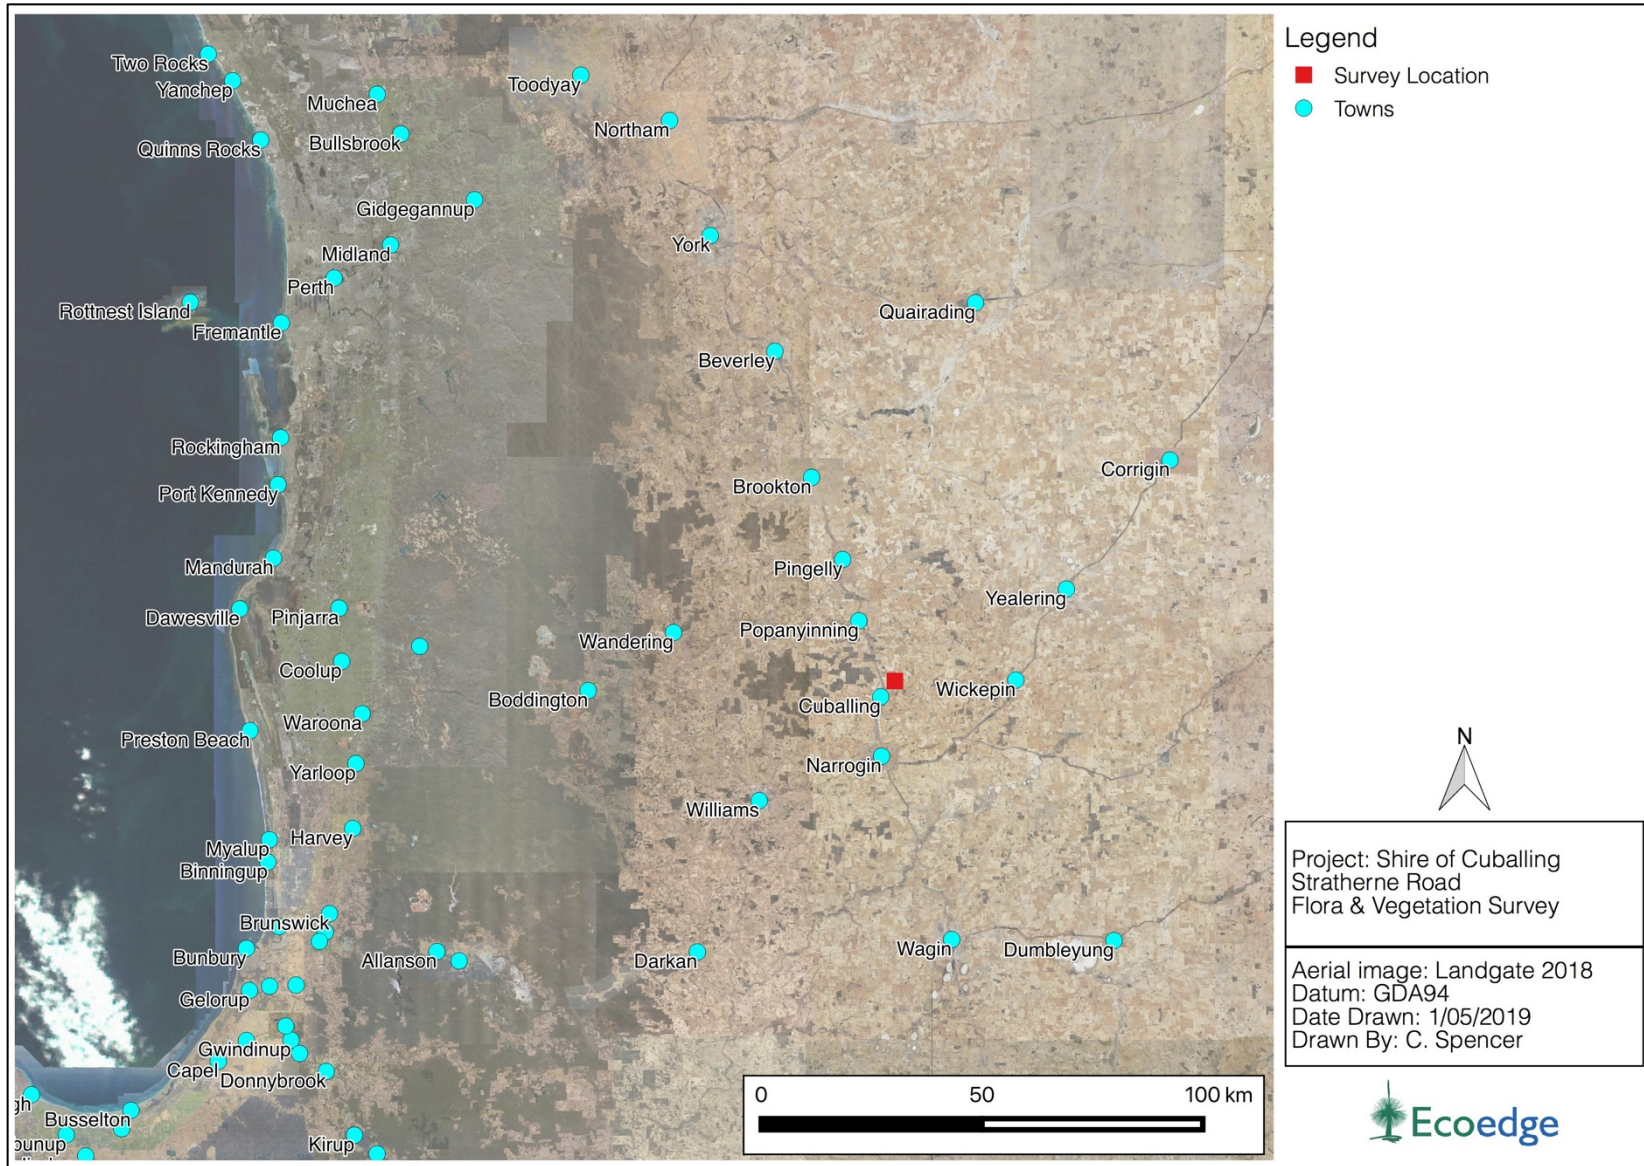 Two Rocks
Yanchep
Quinns Rocks
Muchea
Bullsbrook
Toodyay
Northam
Gidgegannup
Midland
Perth
York
Rottnest Island
Fremantle
Quairading
Beverley
Rockingham
Port Kennedy
Brookton
Corrigin
Mandurah
Pingelly
Dawesville
Pinjarra
Yealering
Popanyinning
Wandering
Coolup
Boddington
Cuballing
Wickepin
Waroona
Preston Beach
Yarloop
Narrogin
Williams
Harvey
Myalup
Binningup
Brunswick
Bunbury
Allanson
Darkan
Wagin
Dumbleyung
Gelorup
Gwindinup
Capel
Donnybrook
Busselton
Kirup
0 50 100 km
Legend
Survey Location
Towns
N
Project: Shire of Cuballing
Stratherne Road
Flora & Vegetation Survey
Aerial image: Landgate 2018
Datum: GDA94
Date Drawn: 1/05/2019
Drawn By: C. Spencer
Ecoedge